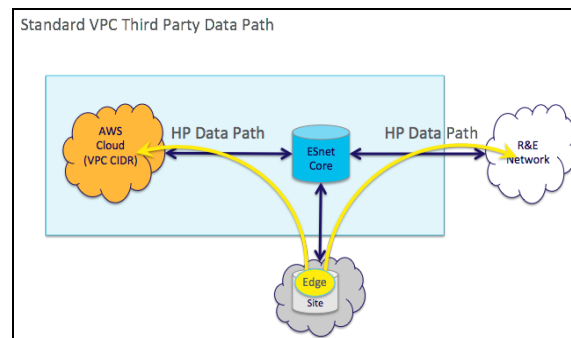 Standard VPC Third Party Data Path
AWS
Cloud
(VPC CIDR)
HP Data Path
ESnet
Core
HP Data Path
R&E
Network
Edge
Site